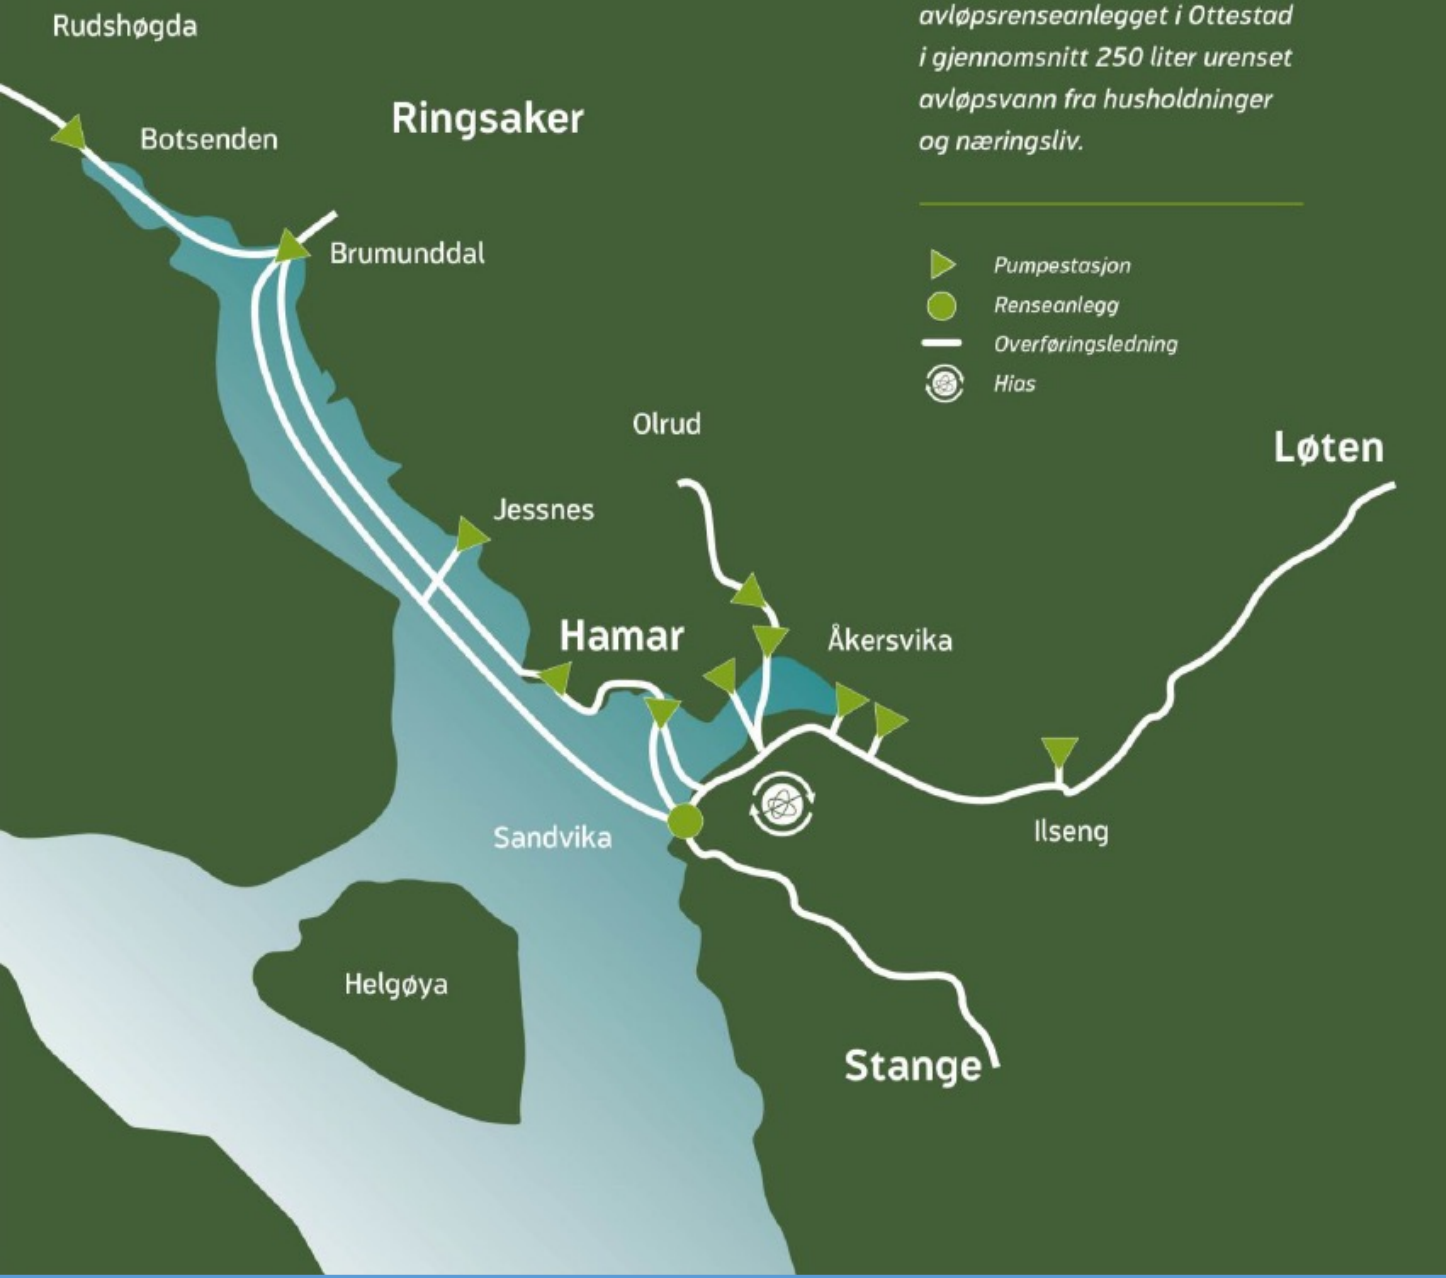 avløpsrenseanlegget i Ottestad
i gjennomsnitt 250 liter urenset
avløpsvann fra husholdninger
og næringsliv.
Pumpestasjon
Renseanlegg
Overføringsledning
Hias
Rudshøgda
Botsenden
Ringsaker
Brumunddal
Olrud
Løten
Jessnes
Hamar
Åkersvika
Sandvika
Ilseng
Helgøya
Stange